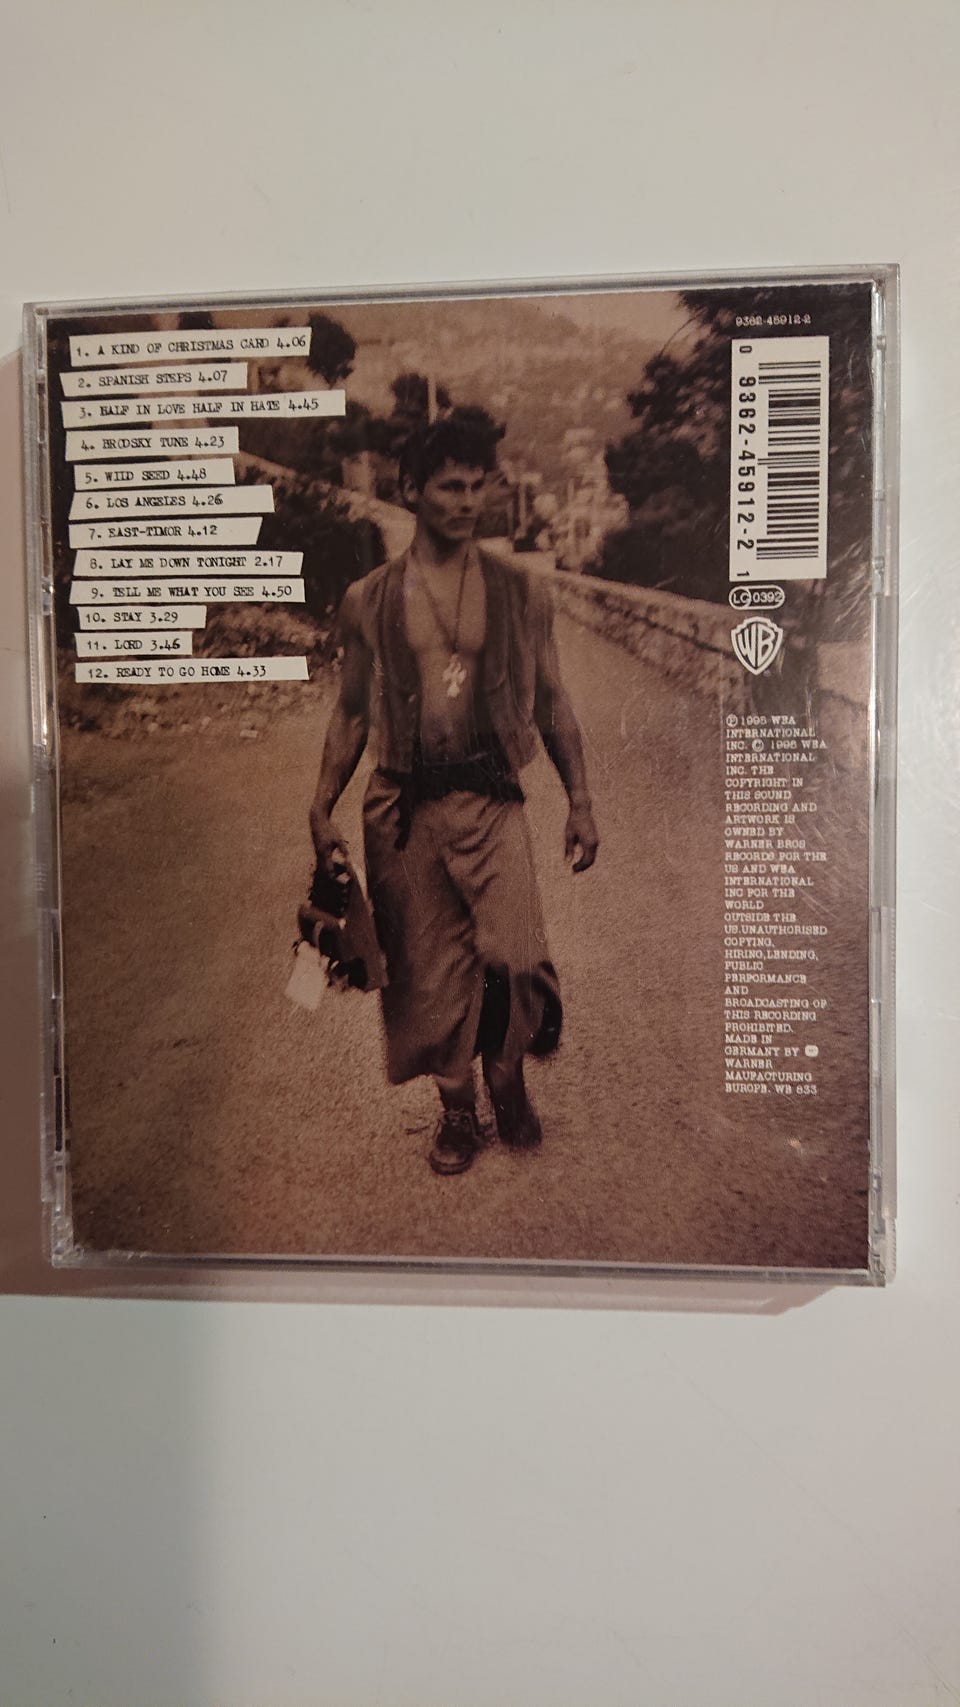 1. A KIND OF CHRISTMAS CARD 4.06
2. SPANISH STEPS 4.07
3. HALF IN LOVE HALF IN HATE 4.45
4. BRODSKY TUNE 4.23
5. WILD SEED 4.48
6. LOS ANGELES 4.26
7. EAST-TIMOR 4.12
8. LAY ME DOWN TONIGHT 2.17
9. TELL ME WHAT YOU SEE 4.50
10. STAY 3.29
11. LORD 3.46
12. READY TO GO HOME 4.33
9362-45912-2
0 9362-45912-2 1
LC 0392
WB
Ⓟ 1995 WEA
INTERNATIONAL
INC. © 1995 WEA
INTERNATIONAL
INC. THE
COPYRIGHT IN
THIS SOUND
RECORDING AND
ARTWORK IS
OWNED BY
WARNER BROS
RECORDS FOR THE
US AND WEA
INTERNATIONAL
INC FOR THE
WORLD
OUTSIDE THE
US.UNAUTHORISED
COPYING,
HIRING,LENDING,
PUBLIC
PERFORMANCE
AND
BROADCASTING OF
THIS RECORDING
PROHIBITED.
MADE IN
GERMANY BY
WARNER
MAUFACTURING
EUROPE. WE 833